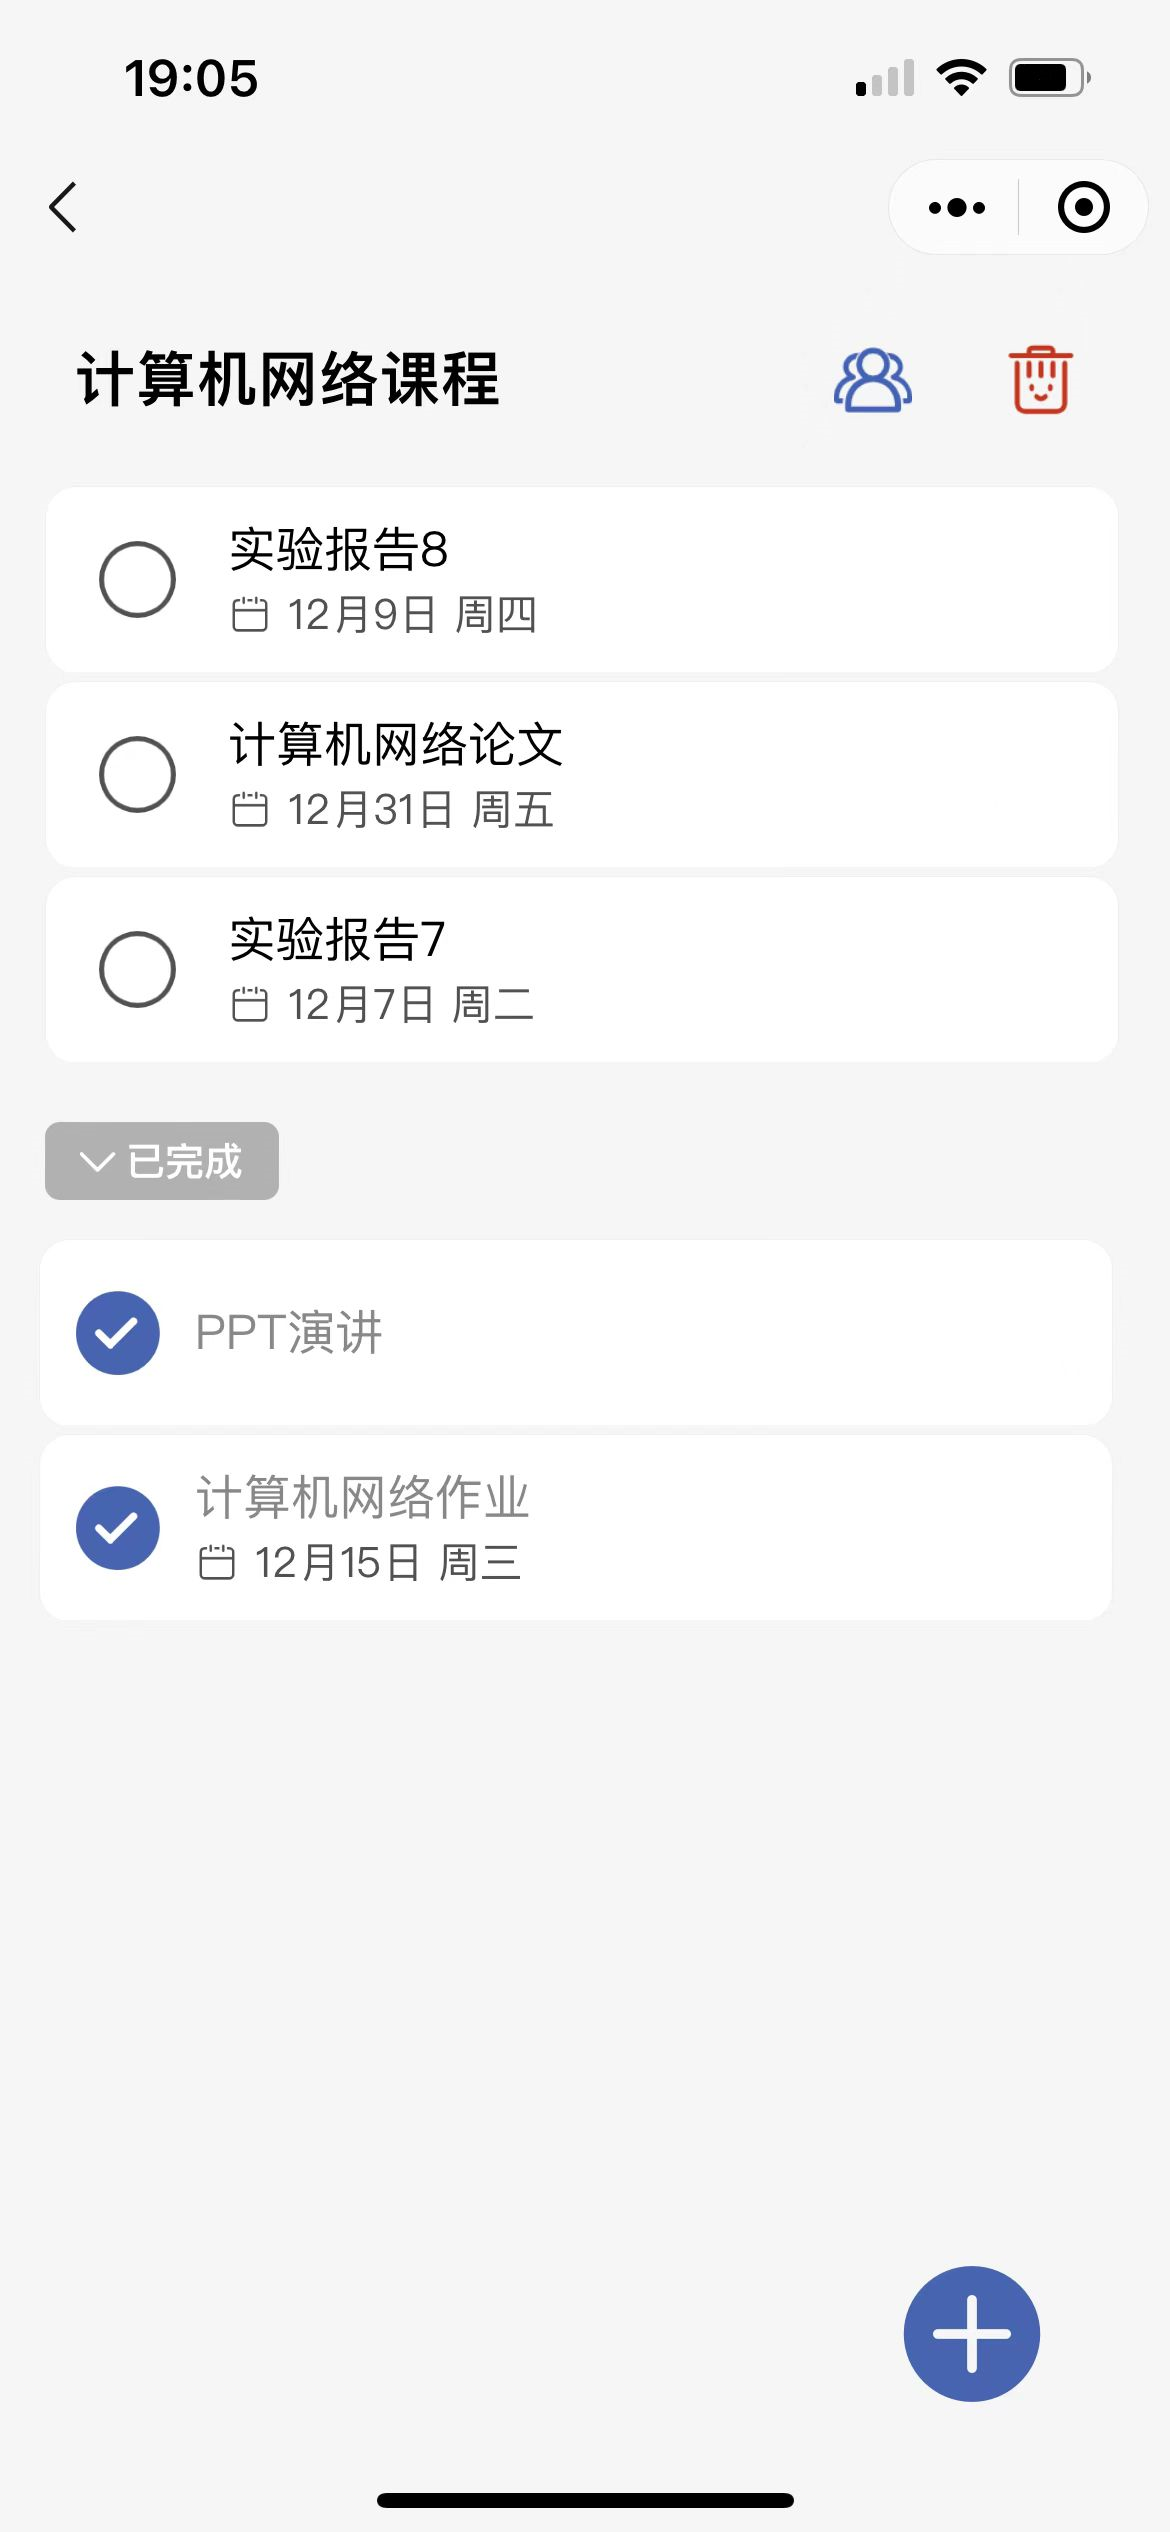 19:05
计算机网络课程
实验报告8
12月9日 周四
计算机网络论文
12月31日 周五
实验报告7
12月7日 周二
已完成
PPT演讲
计算机网络作业
12月15日 周三